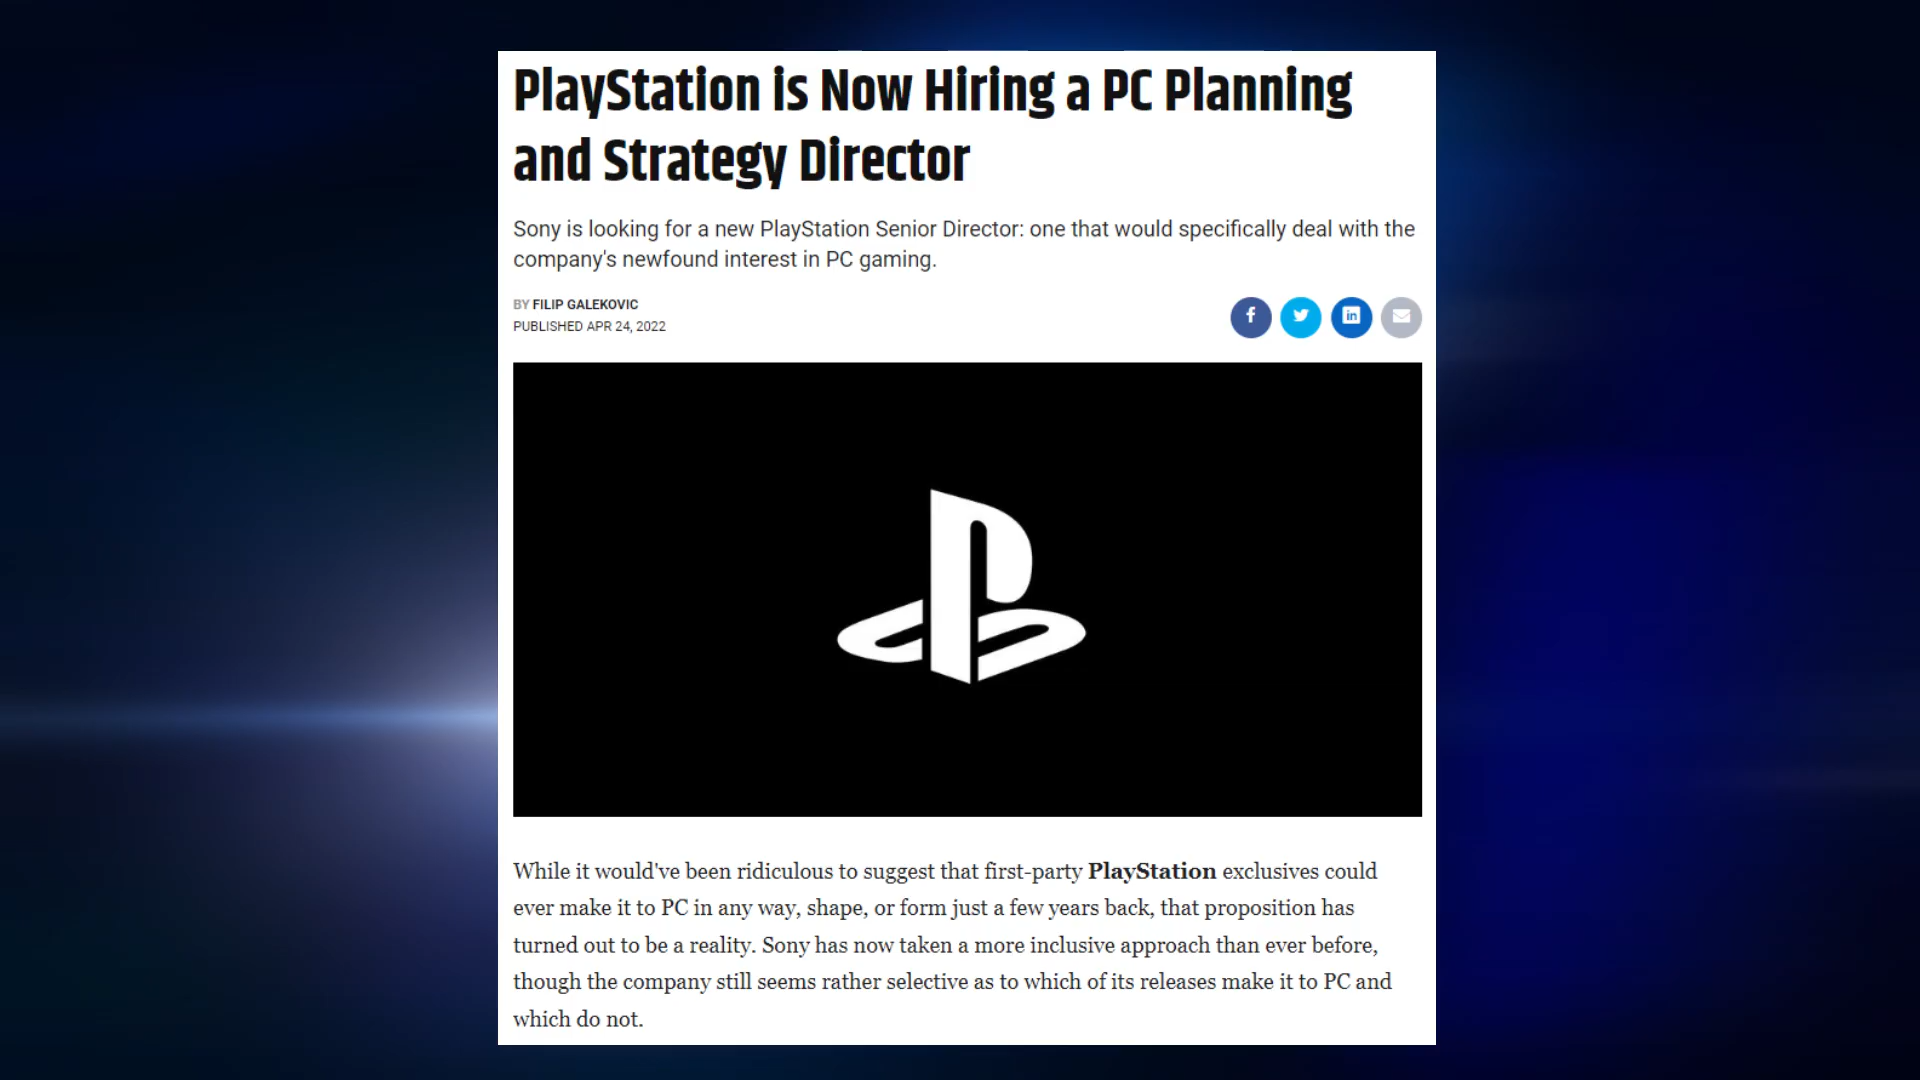 PlayStation is Now Hiring a PC Planning
and Strategy Director
Sony is looking for a new PlayStation Senior Director: one that would specifically deal with the
company's newfound interest in PC gaming.
BY FILIP GALEKOVIC
PUBLISHED APR 24, 2022
While it would've been ridiculous to suggest that first-party PlayStation exclusives could
ever make it to PC in any way, shape, or form just a few years back, that proposition has
turned out to be a reality. Sony has now taken a more inclusive approach than ever before,
though the company still seems rather selective as to which of its releases make it to PC and
which do not.